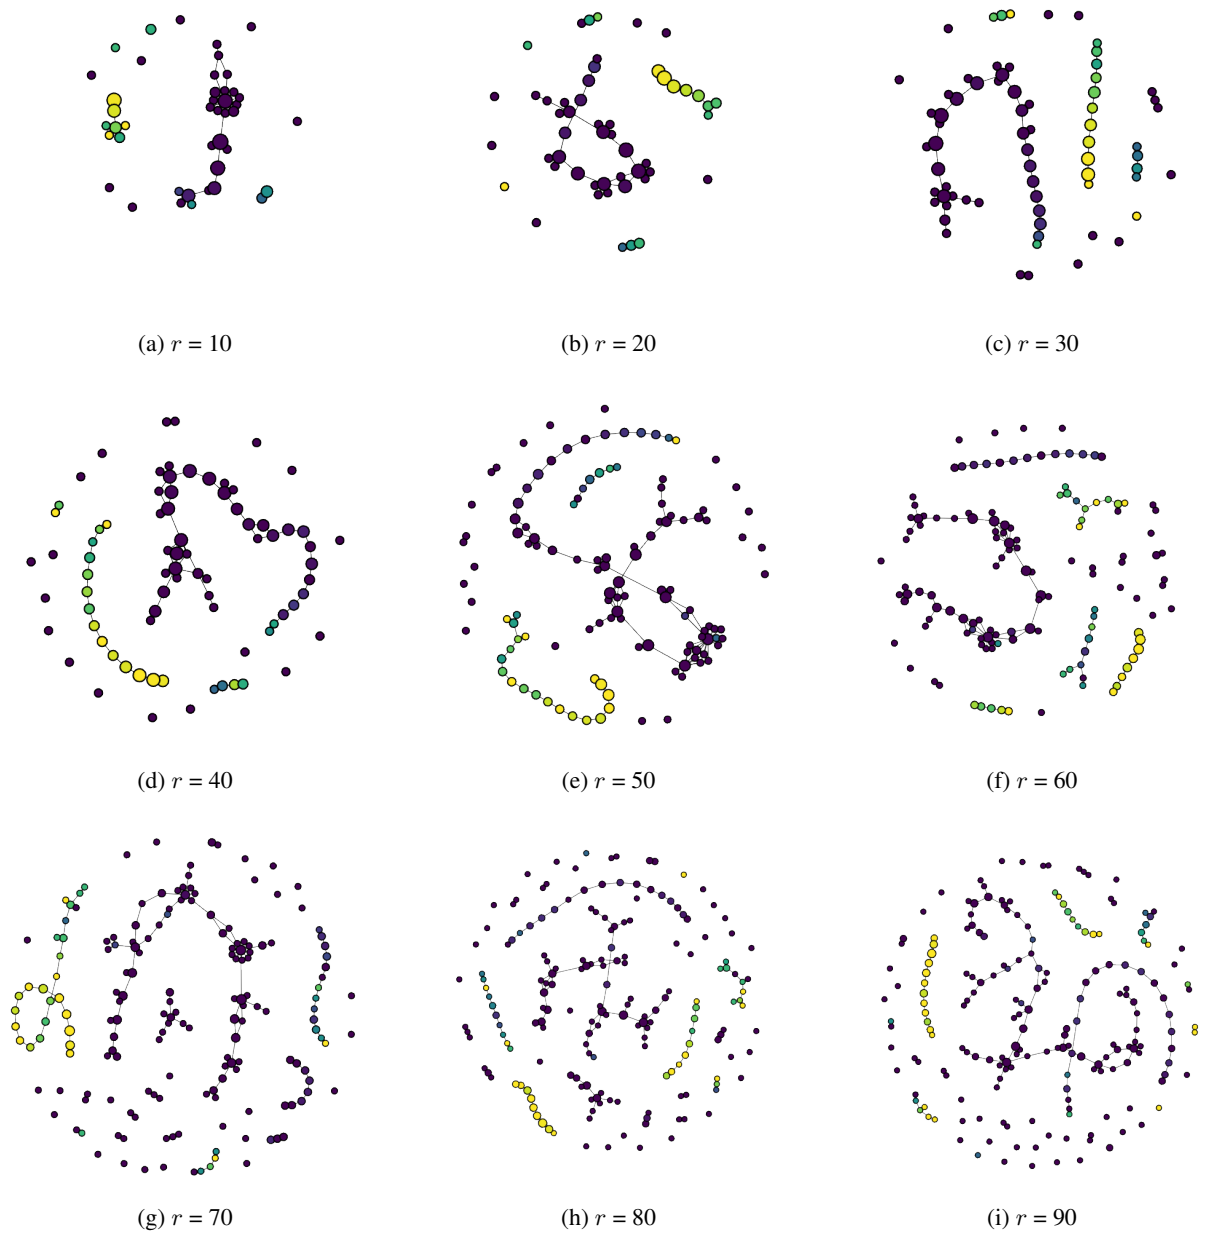 (a) r = 10
(b) r = 20
(c) r = 30
(d) r = 40
(e) r = 50
(f) r = 60
(g) r = 70
(h) r = 80
(i) r = 90